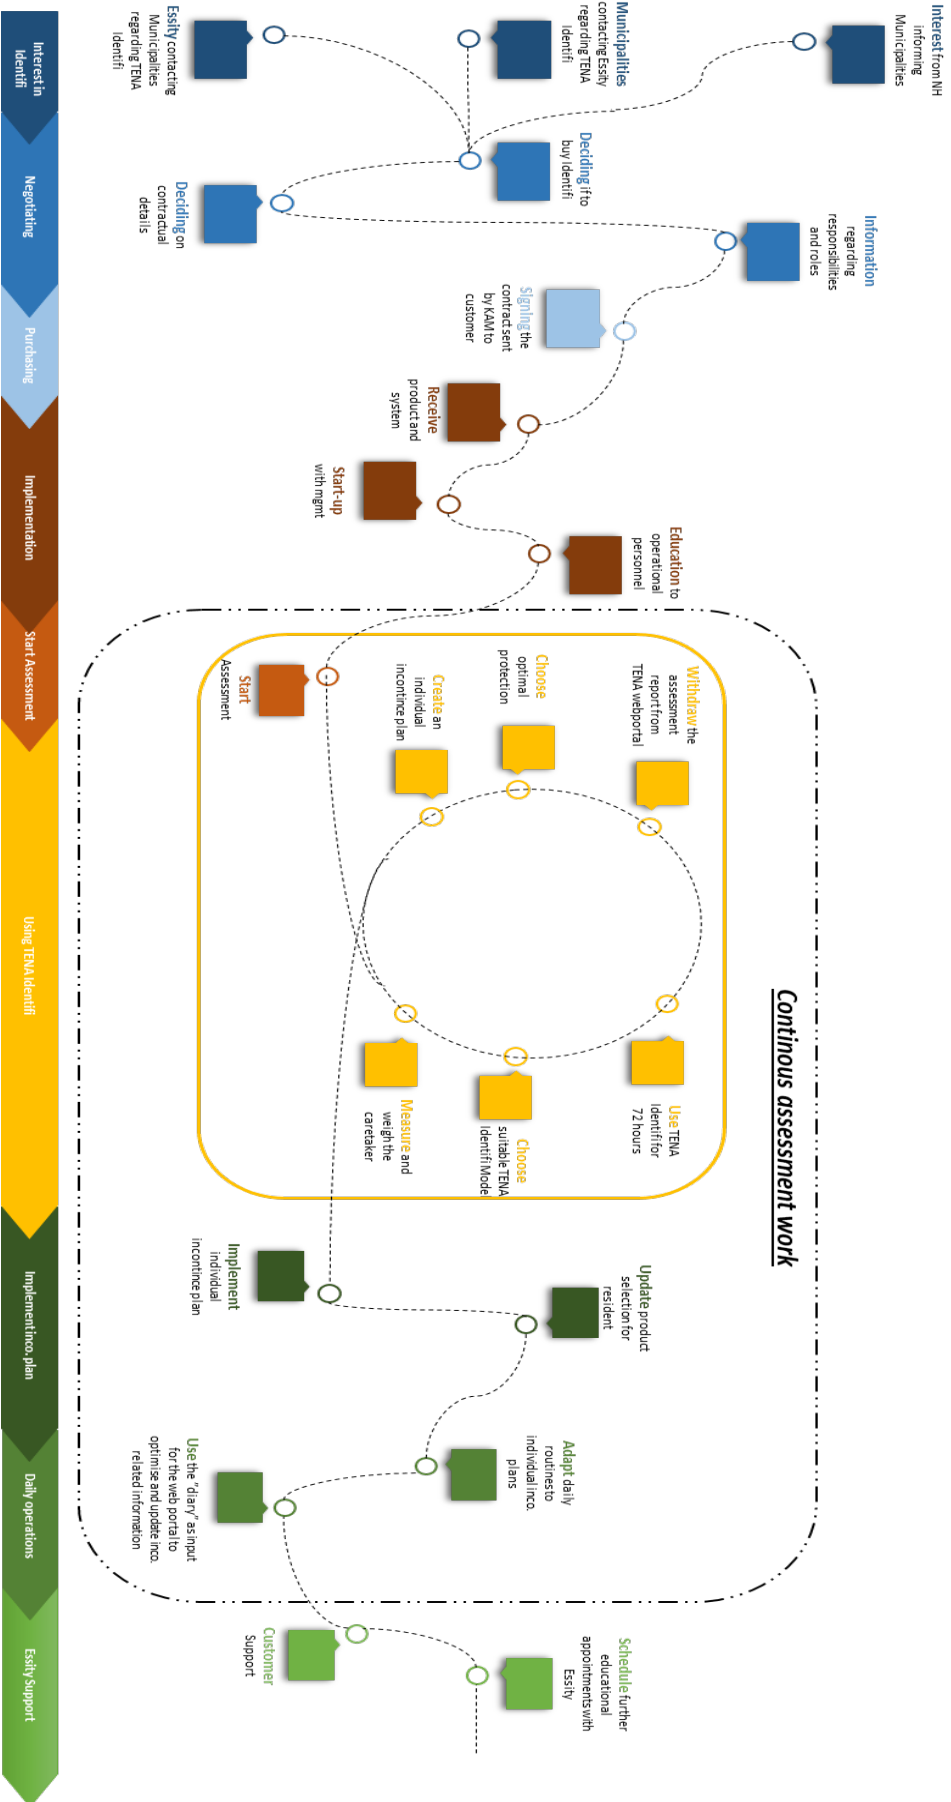 Interest from NH
informing
Municipalities
Municipalities
contacting Essity
regarding TENA
Identifi
Essity contacting
Municipalities
regarding TENA
Identifi
Deciding if to
buy Identifi
Deciding on
contractual
details
Information
regarding
responsibilities
and roles
Signing the
contract sent
by KAM to
customer
Receive
product and
system
Start-up
with mgmt
Education to
operational
personnel
Continous assessment work
Start
Assessment
Withdraw the
assessment
report from
TENA webportal
Choose
optimal
protection
Create an
individual
incontince plan
Use TENA
Identifi for
72 hours
Choose
suitable TENA
Identifi Model
Measure and
weigh the
caretaker
Implement
individual
incontince plan
Update product
selection for
resident
Adapt daily
routines to
individual inco.
plans
Use the "diary" as input
for the web portal to
optimise and update inco.
related information
Customer
Support
Schedule further
educational
appointments with
Essity
Interest in
Identifi
Negotiating
Purchasing
Implementation
Start Assessment
Using TENA Identifi
Implement inco. plan
Daily operations
Essity Support